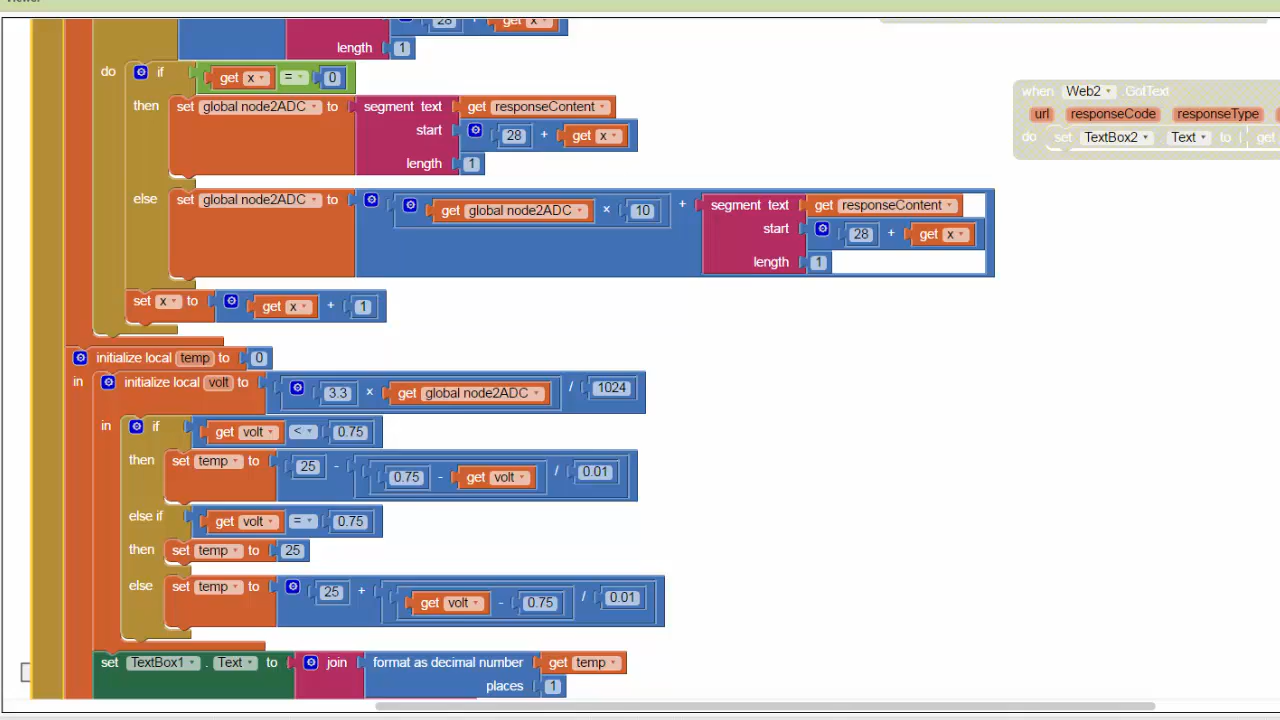 28 + get x
length 1
do if get x = 0
then set global node2ADC to segment text get responseContent
start 28 + get x
length 1
else set global node2ADC to get global node2ADC × 10 + segment text get responseContent
start 28 + get x
length 1
set x to get x + 1
initialize local temp to 0
in initialize local volt to 3.3 × get global node2ADC / 1024
in if get volt < 0.75
then set temp to 25 - 0.75 - get volt / 0.01
else if get volt = 0.75
then set temp to 25
else set temp to 25 + get volt - 0.75 / 0.01
set TextBox1 . Text to join format as decimal number get temp
places 1
when Web2 .GotText
url responseCode responseType
do set TextBox2 . Text to get